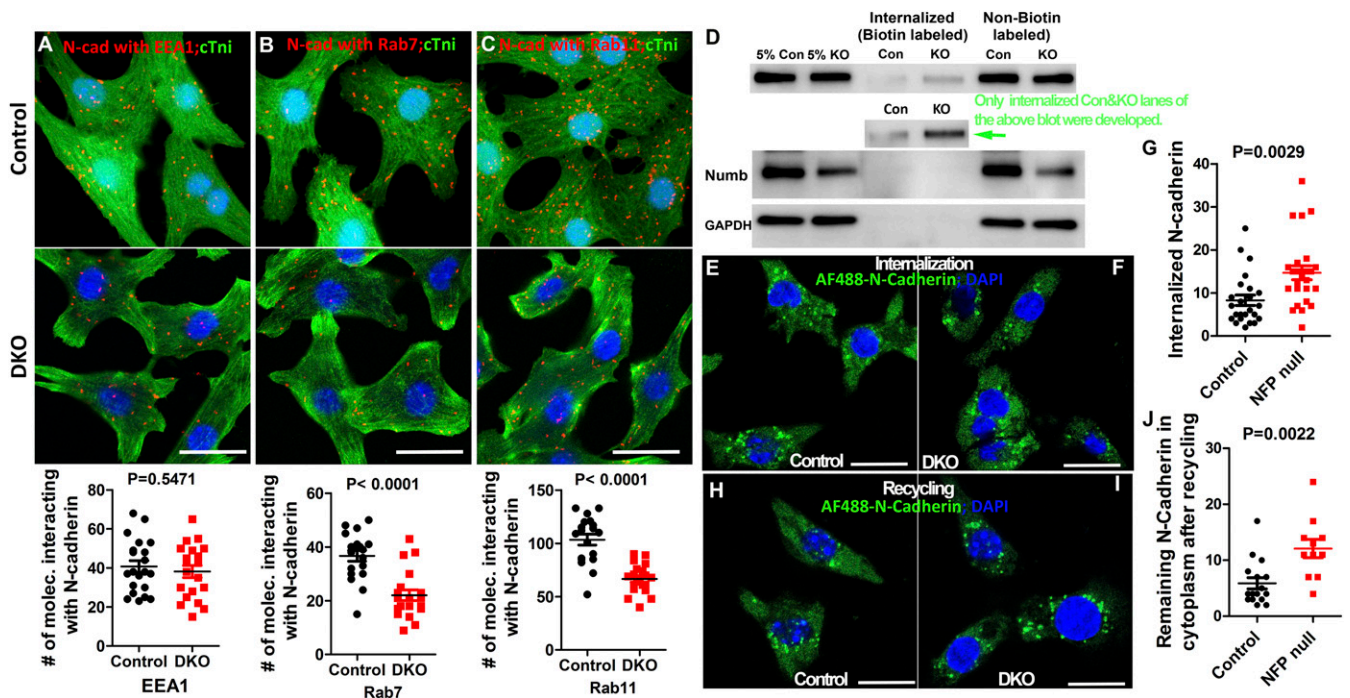 A N-cad with EEA1;cTni
B N-cad with Rab7;cTni
C N-cad with Rab11;cTni
Control
DKO
P=0.5471
# of molec. interacting
with N-cadherin
80
60
40
20
0
Control DKO
EEA1
P< 0.0001
# of molec. interacting
with N-cadherin
60
40
20
0
Control DKO
Rab7
P< 0.0001
# of molec. interacting
with N-cadherin
150
100
50
0
Control DKO
Rab11
D
Internalized
(Biotin labeled)
Non-Biotin
labeled)
5% Con 5% KO Con KO Con KO
Con KO
Only internalized Con&KO lanes of
the above blot were developed.
Numb
GAPDH
E Internalization F
AF488-N-Cadherin; DAPI
Control DKO
G
P=0.0029
Internalized N-cadherin
40
30
20
10
0
Control
NFP null
H Recycling I
AF488-N-Cadherin; DAPI
Control DKO
J
P=0.0022
Remaining N-Cadherin in
cytoplasm after recycling
30
20
10
0
Control
NFP null